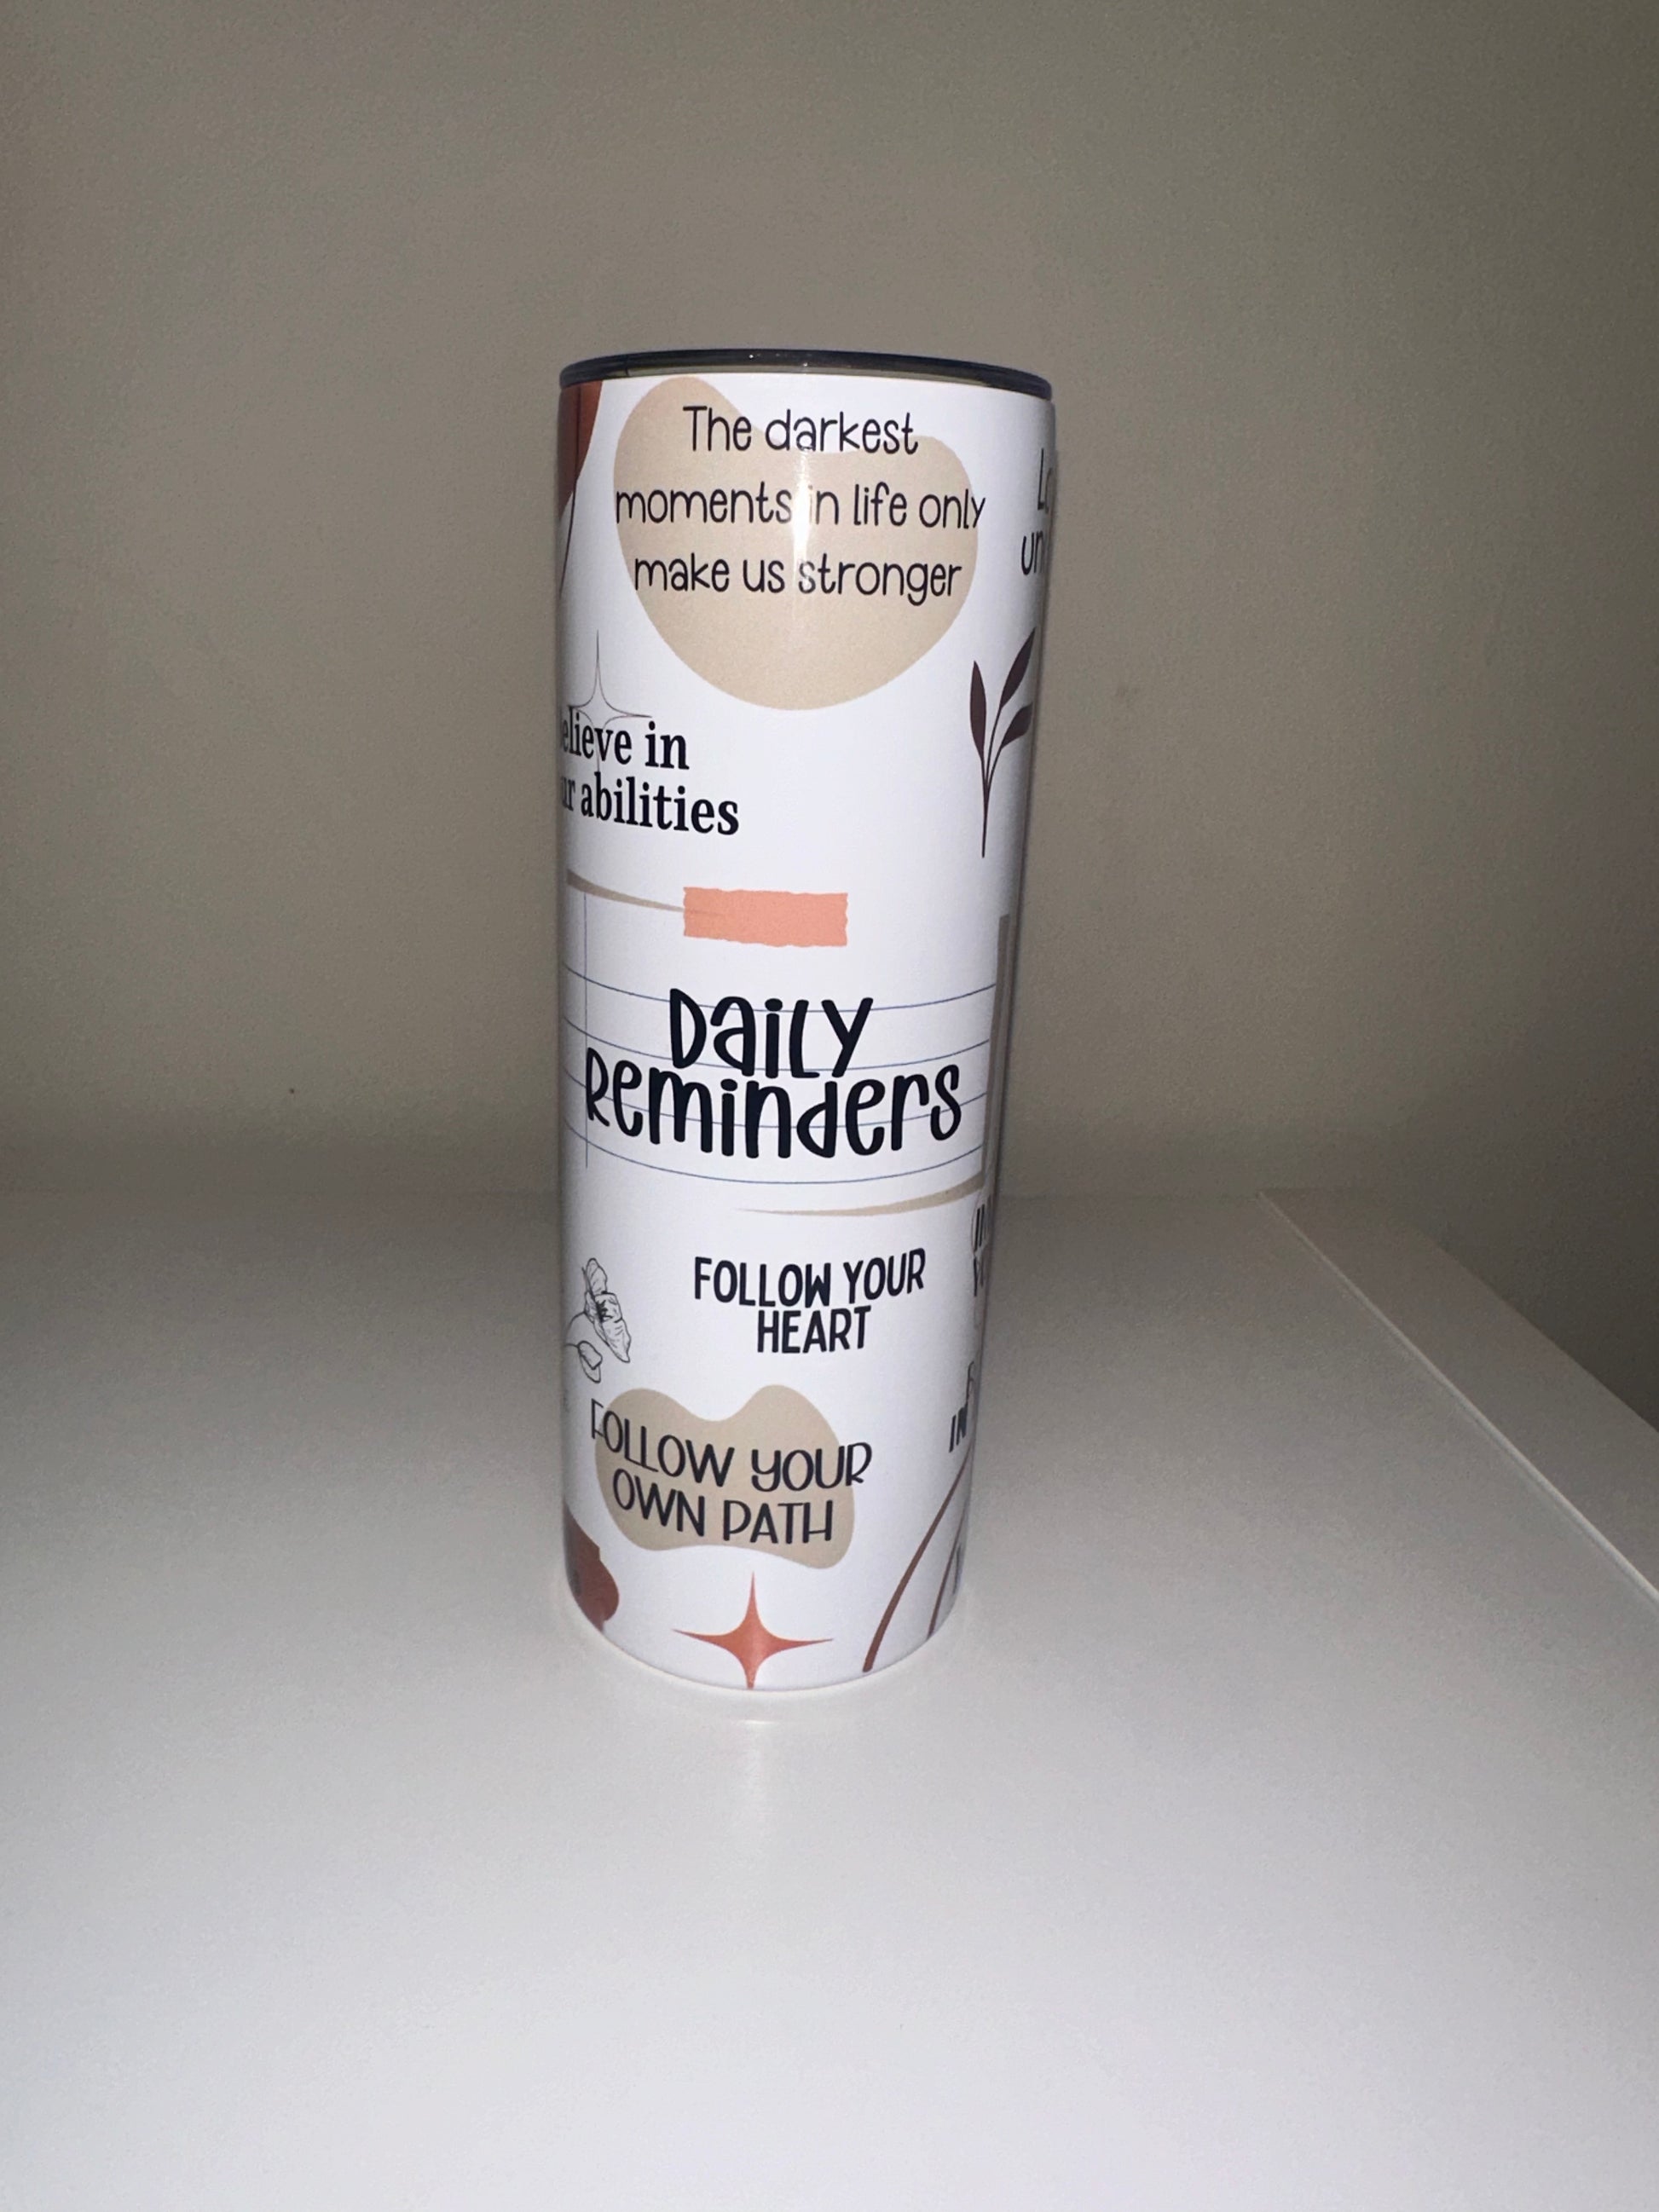 The darkest
moments in life only
make us stronger
elieve in
ur abilities
Daily
Reminders
FOLLOW YOUR
HEART
FOLLOW YOUR
OWN PATH